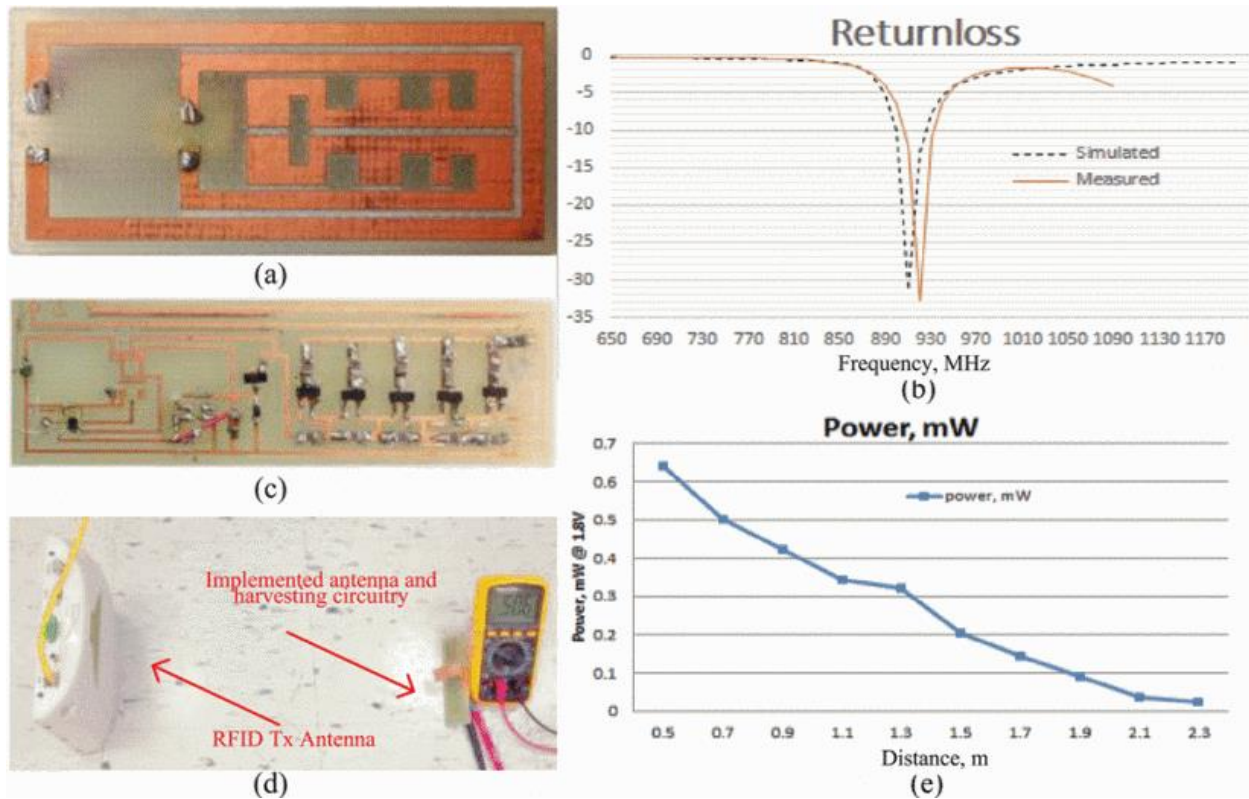 (a)
Returnloss
0
-5
-10
-15
-20
-25
-30
-35
Simulated
Measured
650 690 730 770 810 850 890 930 970 1010 1050 1090 1130 1170
Frequency, MHz
(b)
(c)
Implemented antenna and
harvesting circuitry
RFID Tx Antenna
(d)
Power, mW
0.7
0.6
0.5
0.4
0.3
0.2
0.1
0
Power, mW @ 1.8V
power, mW
0.5 0.7 0.9 1.1 1.3 1.5 1.7 1.9 2.1 2.3
Distance, m
(e)